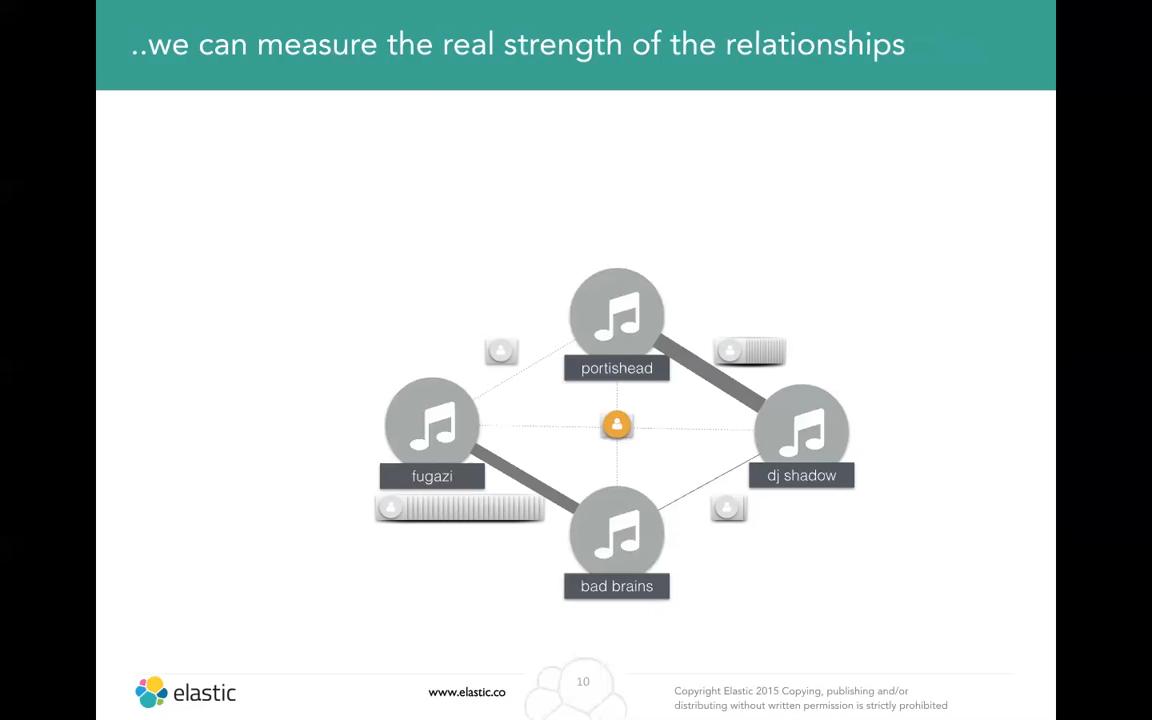 ..we can measure the real strength of the relationships
portishead
fugazi
dj shadow
bad brains
elastic
www.elastic.co
10
Copyright Elastic 2015 Copying, publishing and/or
distributing without written permission is strictly prohibited